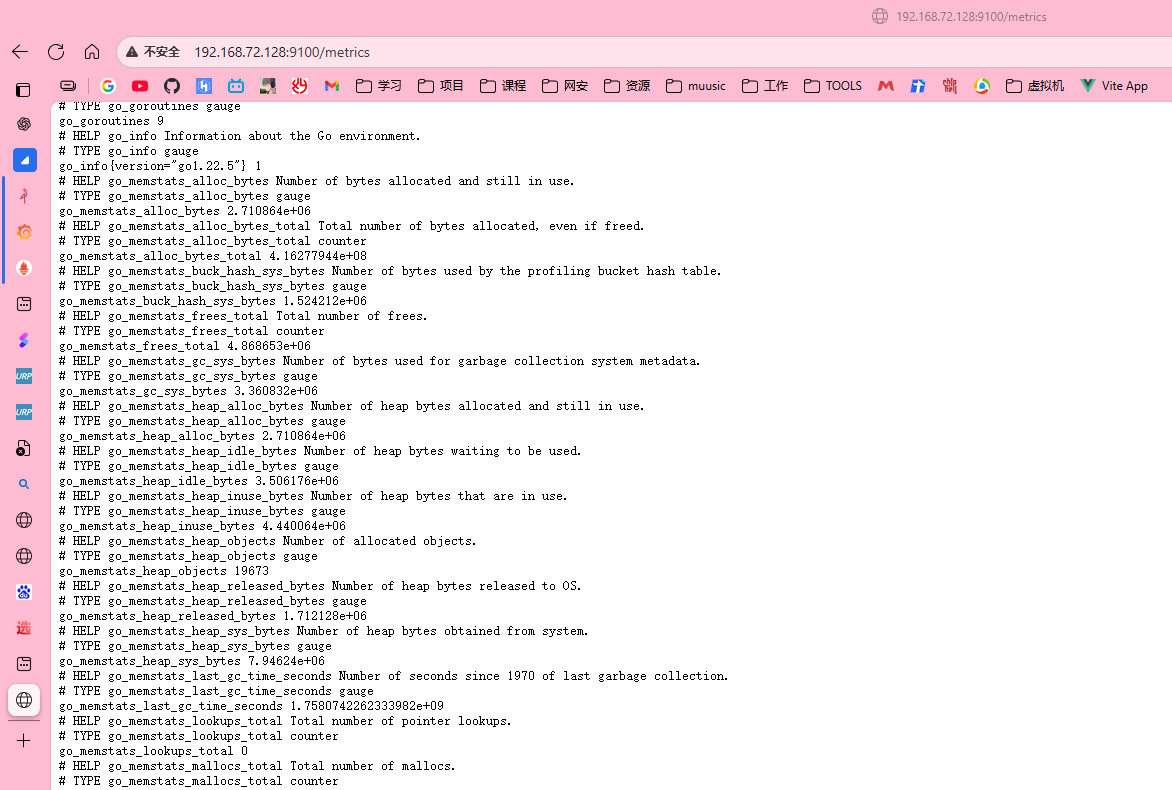 192.168.72.128:9100/metrics
不安全 192.168.72.128:9100/metrics
学习 项目 课程 网安 资源 muusic 工作 TOOLS 虚拟机 Vite App
# TYPE go_goroutines gauge
go_goroutines 9
# HELP go_info Information about the Go environment.
# TYPE go_info gauge
go_info{version="go1.22.5"} 1
# HELP go_memstats_alloc_bytes Number of bytes allocated and still in use.
# TYPE go_memstats_alloc_bytes gauge
go_memstats_alloc_bytes 2.710864e+06
# HELP go_memstats_alloc_bytes_total Total number of bytes allocated, even if freed.
# TYPE go_memstats_alloc_bytes_total counter
go_memstats_alloc_bytes_total 4.16277944e+08
# HELP go_memstats_buck_hash_sys_bytes Number of bytes used by the profiling bucket hash table.
# TYPE go_memstats_buck_hash_sys_bytes gauge
go_memstats_buck_hash_sys_bytes 1.524212e+06
# HELP go_memstats_frees_total Total number of frees.
# TYPE go_memstats_frees_total counter
go_memstats_frees_total 4.868653e+06
# HELP go_memstats_gc_sys_bytes Number of bytes used for garbage collection system metadata.
# TYPE go_memstats_gc_sys_bytes gauge
go_memstats_gc_sys_bytes 3.360832e+06
# HELP go_memstats_heap_alloc_bytes Number of heap bytes allocated and still in use.
# TYPE go_memstats_heap_alloc_bytes gauge
go_memstats_heap_alloc_bytes 2.710864e+06
# HELP go_memstats_heap_idle_bytes Number of heap bytes waiting to be used.
# TYPE go_memstats_heap_idle_bytes gauge
go_memstats_heap_idle_bytes 3.506176e+06
# HELP go_memstats_heap_inuse_bytes Number of heap bytes that are in use.
# TYPE go_memstats_heap_inuse_bytes gauge
go_memstats_heap_inuse_bytes 4.440064e+06
# HELP go_memstats_heap_objects Number of allocated objects.
# TYPE go_memstats_heap_objects gauge
go_memstats_heap_objects 19673
# HELP go_memstats_heap_released_bytes Number of heap bytes released to OS.
# TYPE go_memstats_heap_released_bytes gauge
go_memstats_heap_released_bytes 1.712128e+06
# HELP go_memstats_heap_sys_bytes Number of heap bytes obtained from system.
# TYPE go_memstats_heap_sys_bytes gauge
go_memstats_heap_sys_bytes 7.94624e+06
# HELP go_memstats_last_gc_time_seconds Number of seconds since 1970 of last garbage collection.
# TYPE go_memstats_last_gc_time_seconds gauge
go_memstats_last_gc_time_seconds 1.7580742262333982e+09
# HELP go_memstats_lookups_total Total number of pointer lookups.
# TYPE go_memstats_lookups_total counter
go_memstats_lookups_total 0
# HELP go_memstats_mallocs_total Total number of mallocs.
# TYPE go_memstats_mallocs_total counter
URP
URP
选